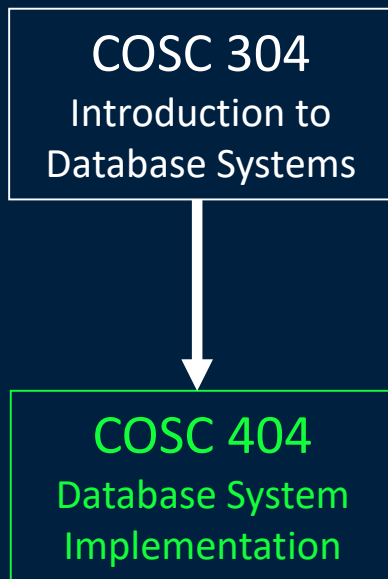 COSC 304
Introduction to
Database Systems
COSC 404
Database System
Implementation